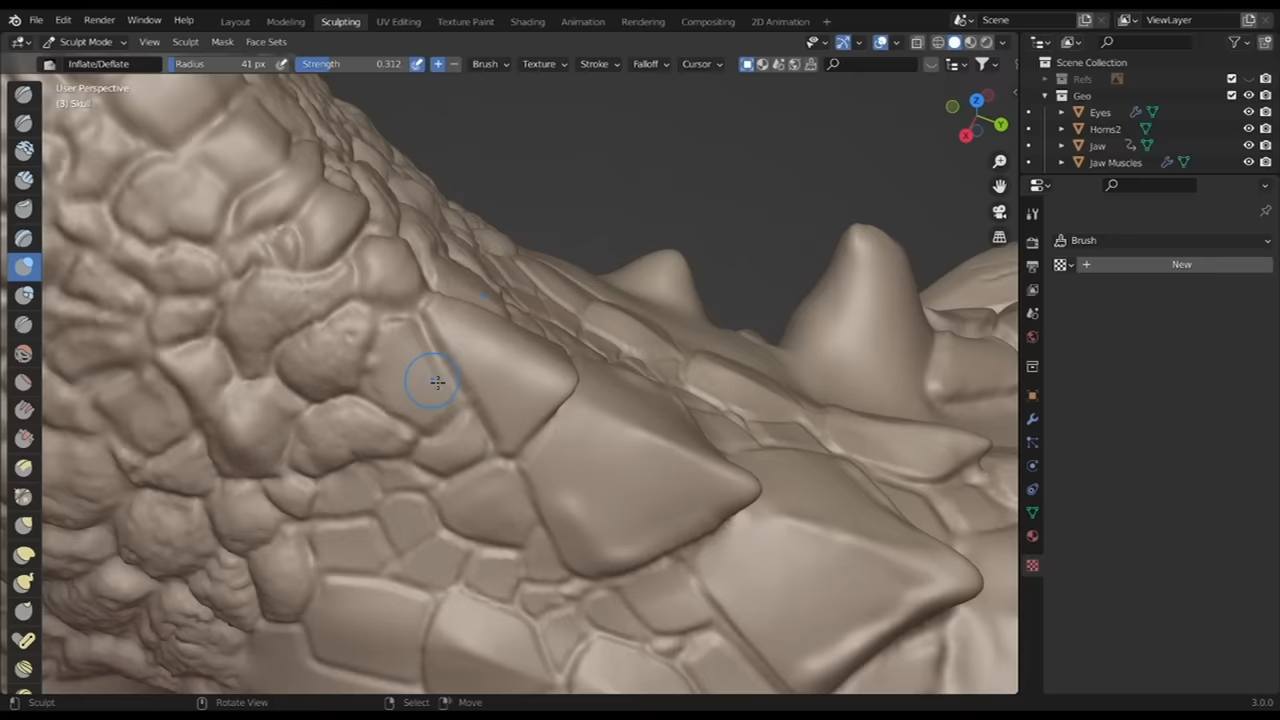 File Edit Render Window Help Layout Modeling Sculpting UV Editing Texture Paint Shading Animation Rendering Compositing 2D Animation + Scene ViewLayer
Sculpt Mode View Sculpt Mask Face Sets
Inflate/Deflate Radius 41 px Strength 0.312 + − Brush Texture Stroke Falloff Cursor
Scene Collection
Refs
Geo
Eyes
Horns2
Jaw
Jaw Muscles
User Perspective
(3) Skull
Z
Y
X
Brush
+ New
Sculpt Rotate View Select Move 3.0.0